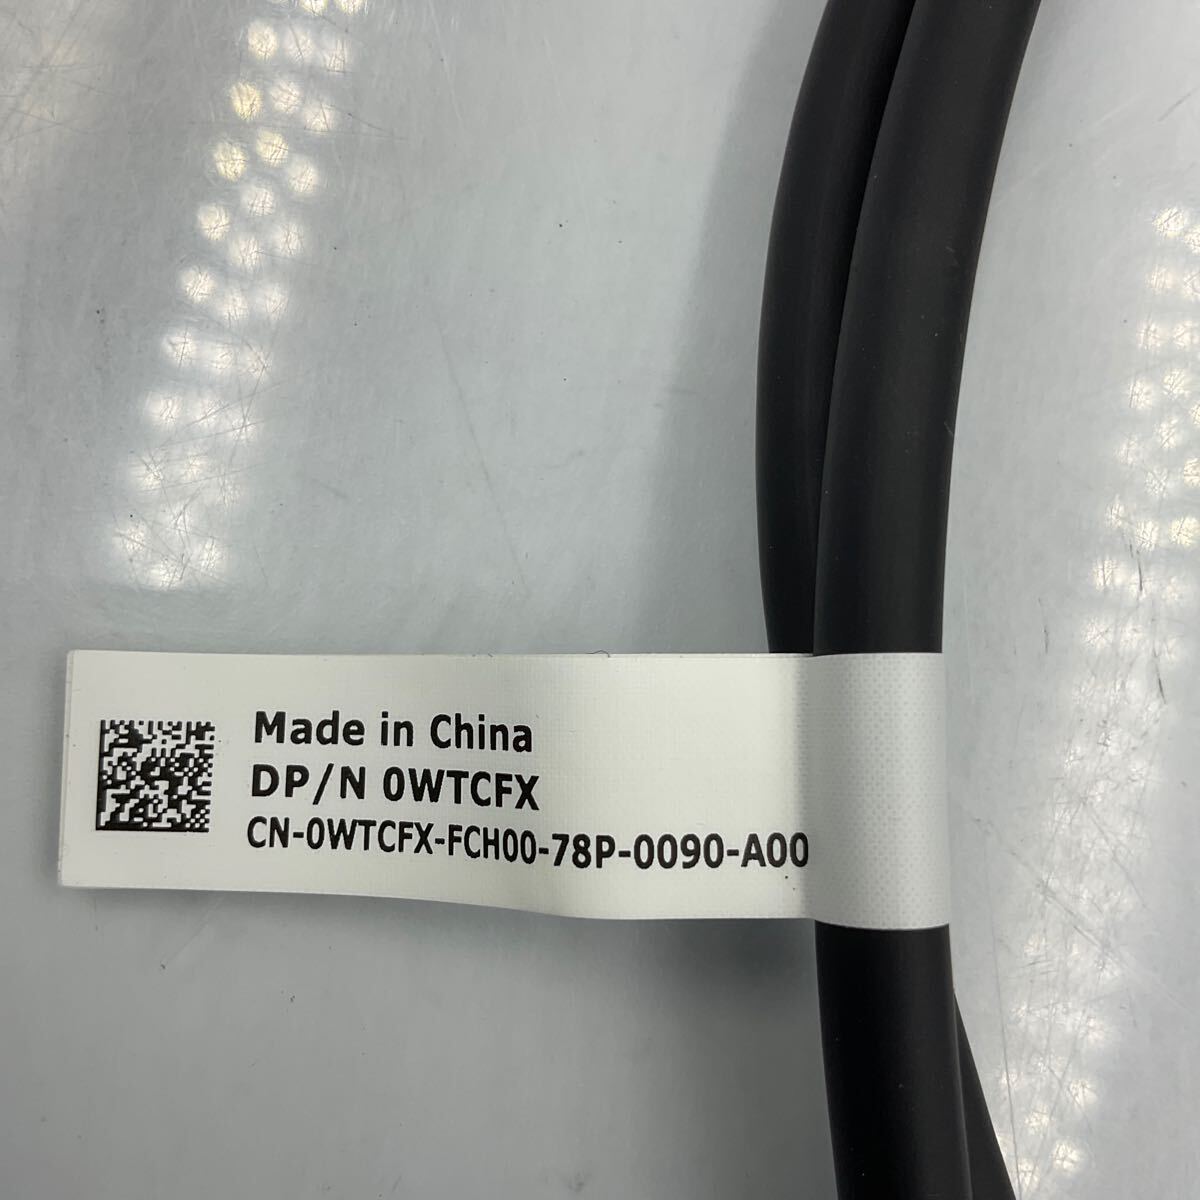 Made in China
DP/N 0WTCFX
CN-0WTCFX-FCH00-78P-0090-A00